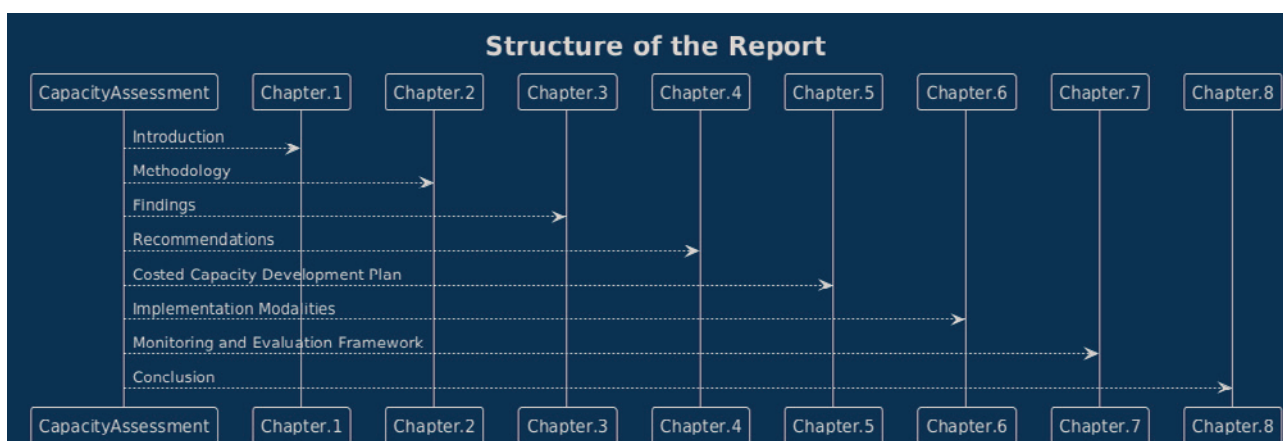 Structure of the Report
CapacityAssessment Chapter.1 Chapter.2 Chapter.3 Chapter.4 Chapter.5 Chapter.6 Chapter.7 Chapter.8
Introduction
Methodology
Findings
Recommendations
Costed Capacity Development Plan
Implementation Modalities
Monitoring and Evaluation Framework
Conclusion
CapacityAssessment Chapter.1 Chapter.2 Chapter.3 Chapter.4 Chapter.5 Chapter.6 Chapter.7 Chapter.8